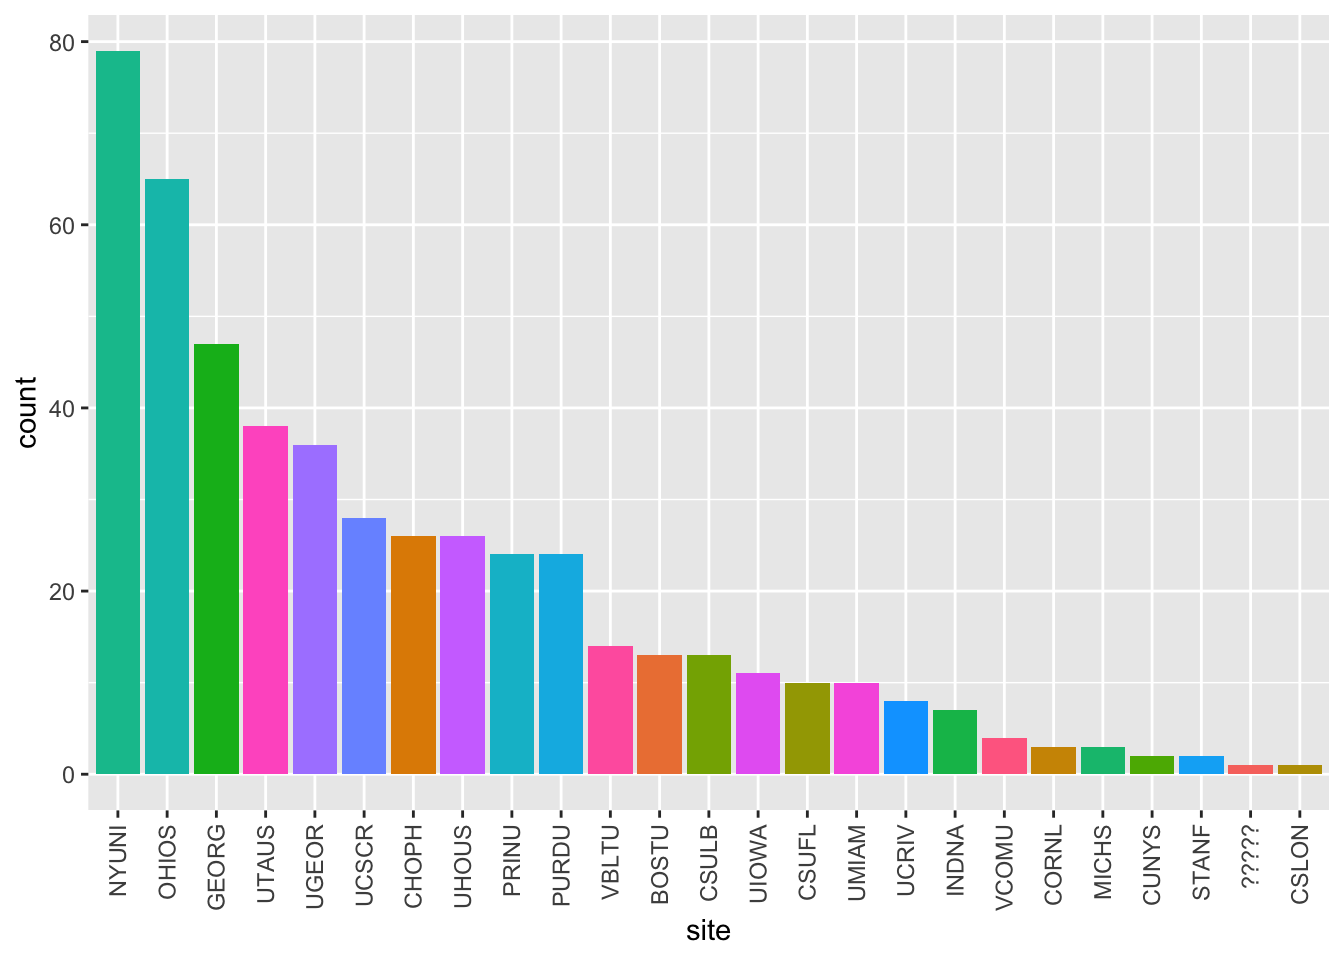 80
60
40
20
0
count
NYUNI
OHIOS
GEORG
UTAUS
UGEOR
UCSCR
CHOPH
UHOUS
PRINU
PURDU
VBLTU
BOSTU
CSULB
UIOWA
CSUFL
UMIAM
UCRIV
INDNA
VCOMU
CORNL
MICHS
CUNYS
STANF
?????
CSLON
site